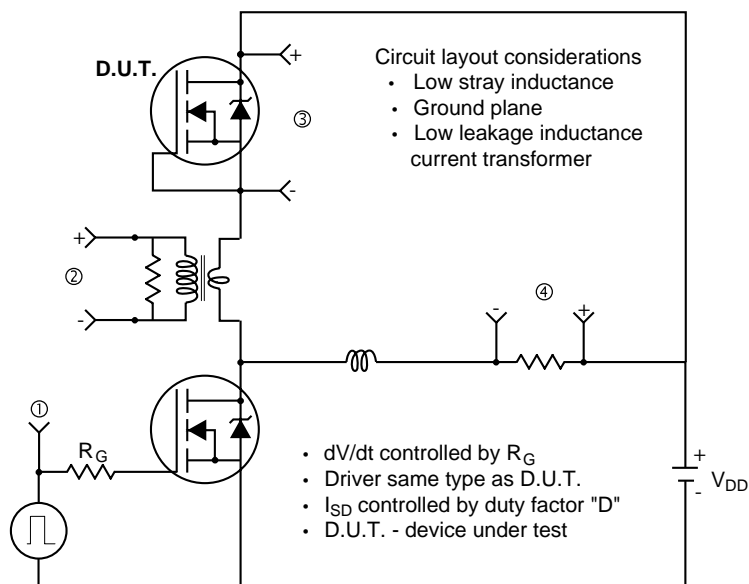 D.U.T.
+
Circuit layout considerations
• Low stray inductance
• Ground plane
• Low leakage inductance
current transformer
③
-
+
②
-
④
- +
①
R_G
• dV/dt controlled by R_G
• Driver same type as D.U.T.
• I_SD controlled by duty factor "D"
• D.U.T. - device under test
+
V_DD
-